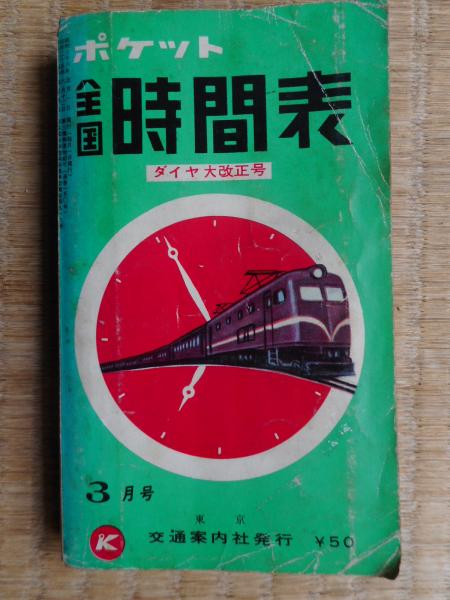 ポケット
全国
時間表
ダイヤ大改正号
3月号
東京
K
交通案内社発行 ¥50